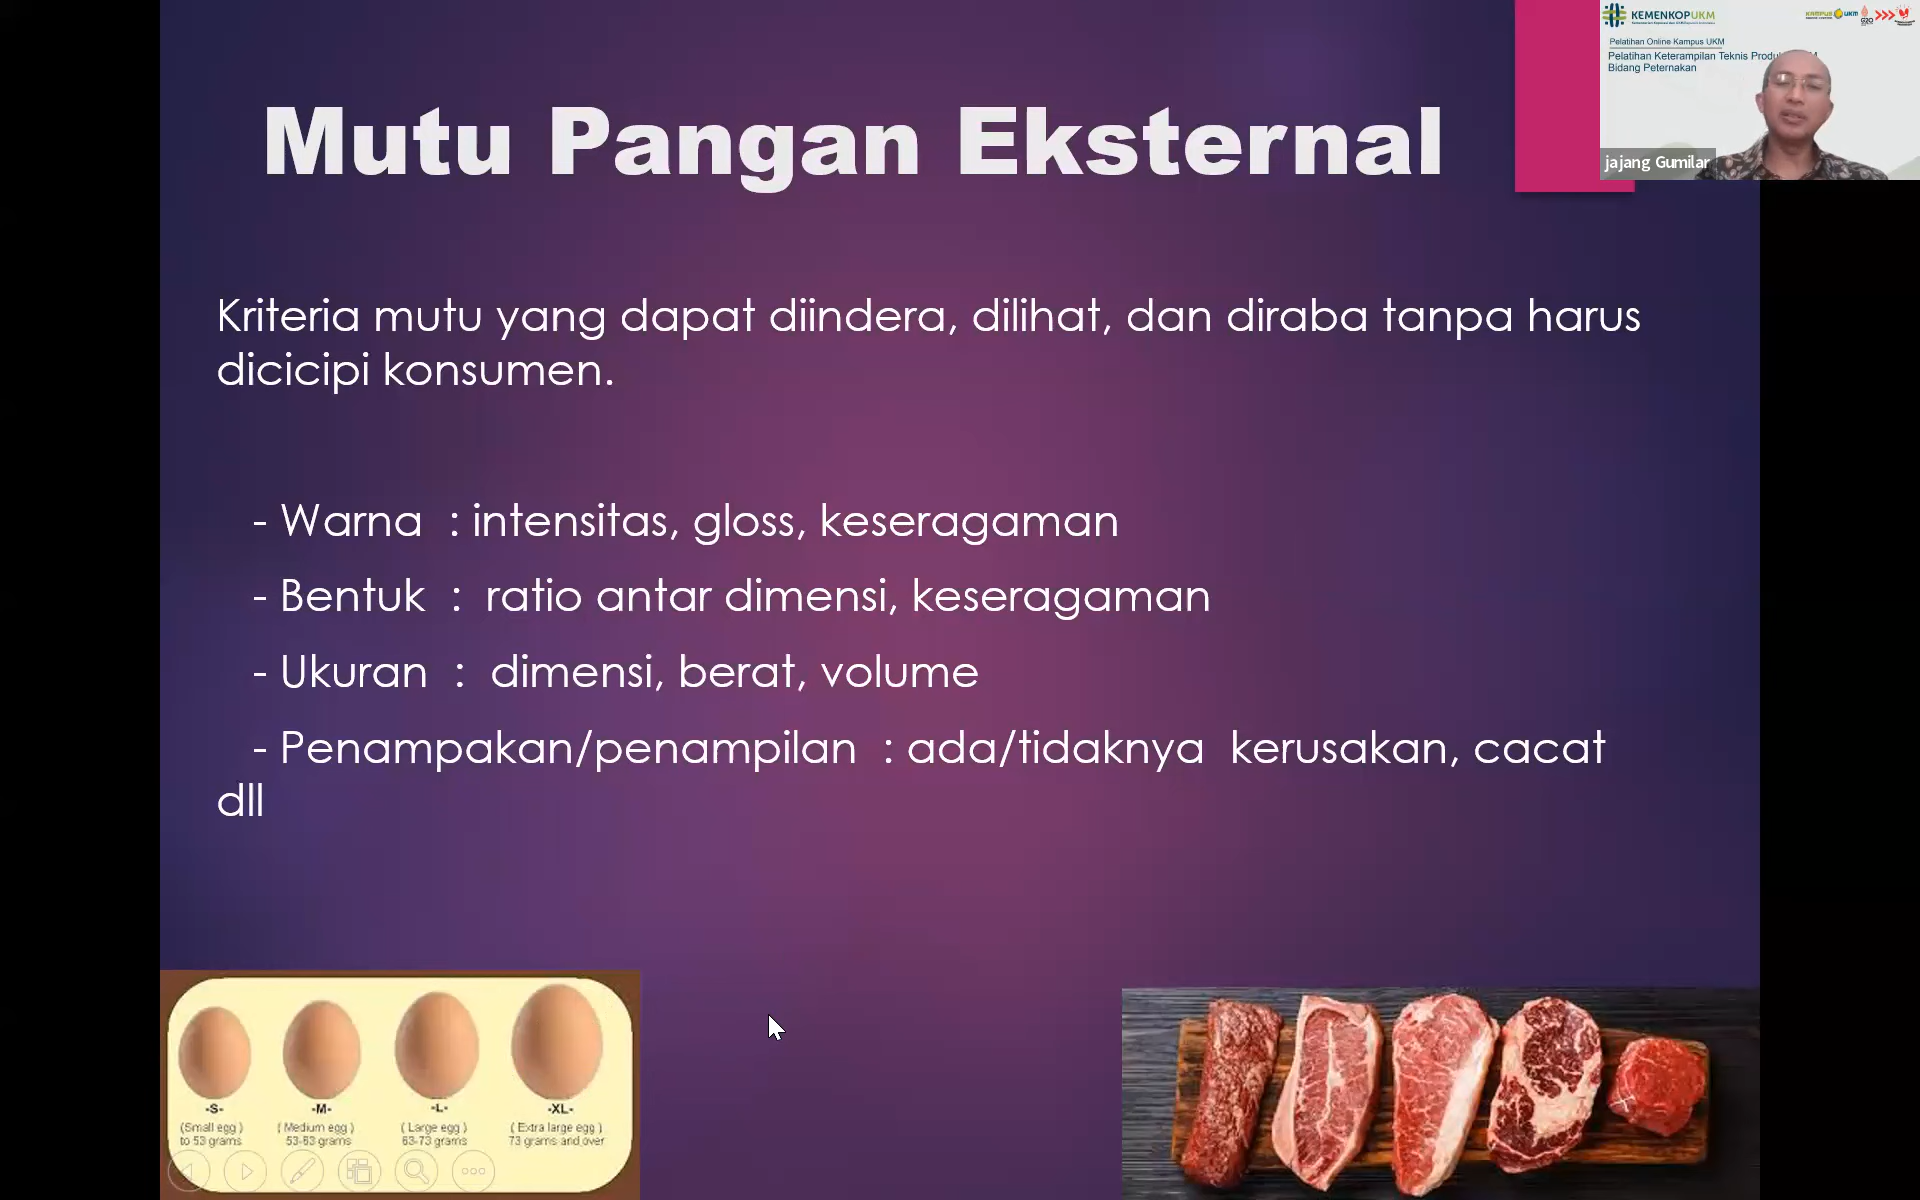 KEMENKOPUKM
Pelatihan Online Kampus UKM
Pelatihan Keterampilan Teknis
Bidang Peternakan
jajang Gumilar
Mutu Pangan Eksternal
Kriteria mutu yang dapat diindera, dilihat, dan diraba tanpa harus
dicicipi konsumen.
- Warna : intensitas, gloss, keseragaman
- Bentuk : ratio antar dimensi, keseragaman
- Ukuran : dimensi, berat, volume
- Penampakan/penampilan : ada/tidaknya kerusakan, cacat
dll
-S- -M- -L- -XL-
(Small egg) (Medium egg) (Large egg) (Extra large egg)
to 53 grams 53-63 grams 63-73 grams 73 grams and over